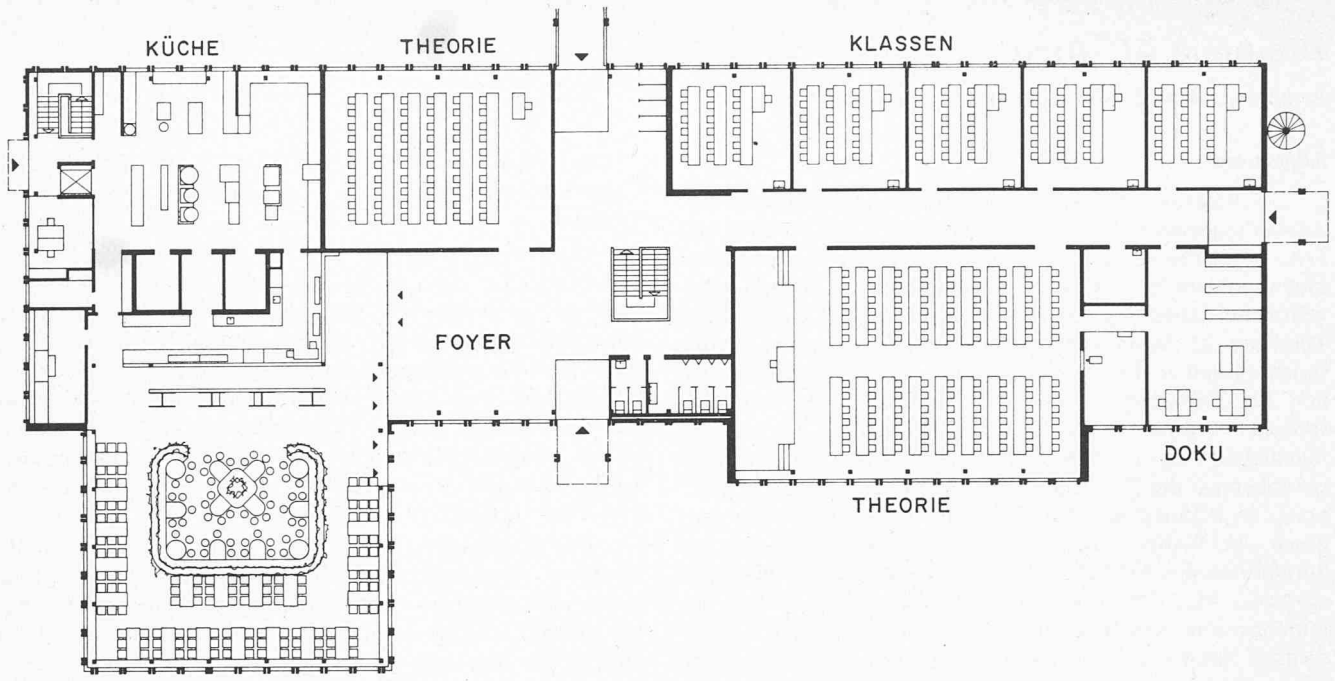 KÜCHE
THEORIE
KLASSEN
FOYER
DOKU
THEORIE